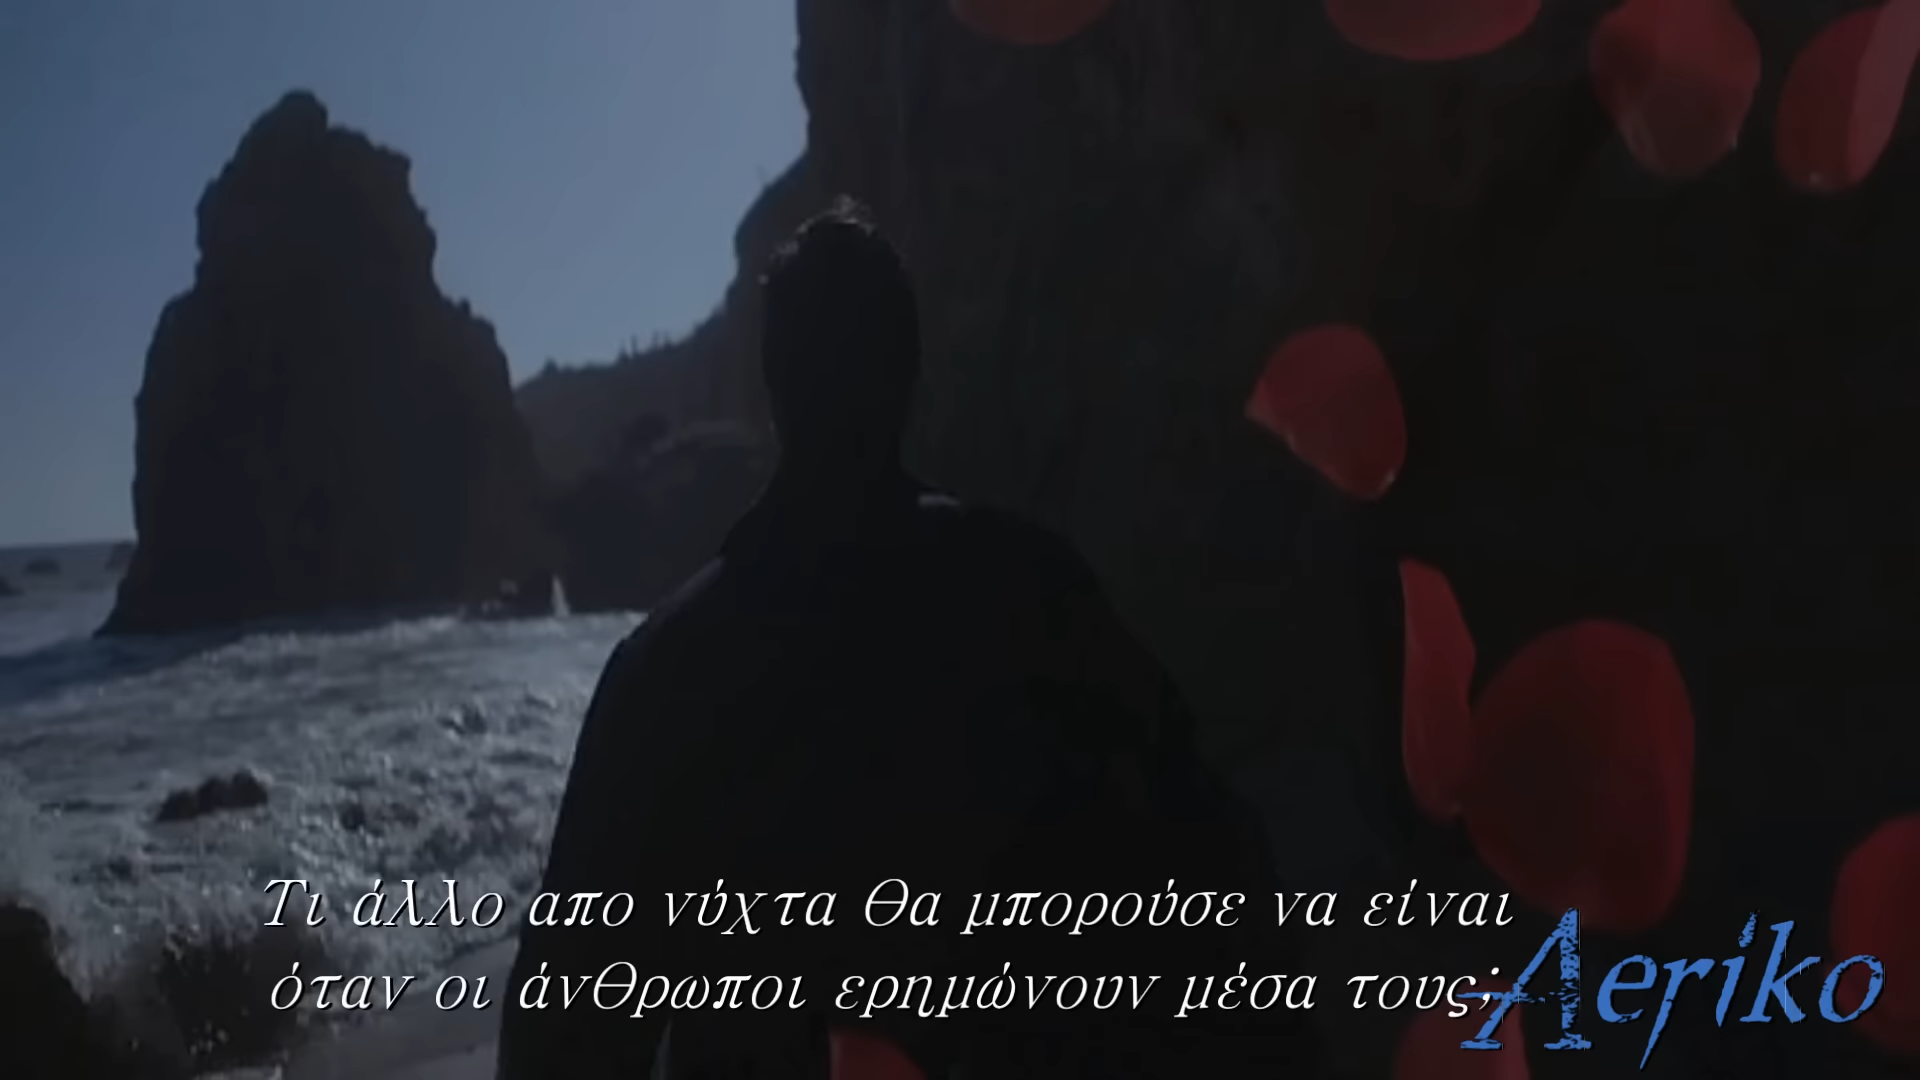 Τι άλλο απο νύχτα θα μπορούσε να είναι
όταν οι άνθρωποι ερημώνουν μέσα τους;
Aeriko